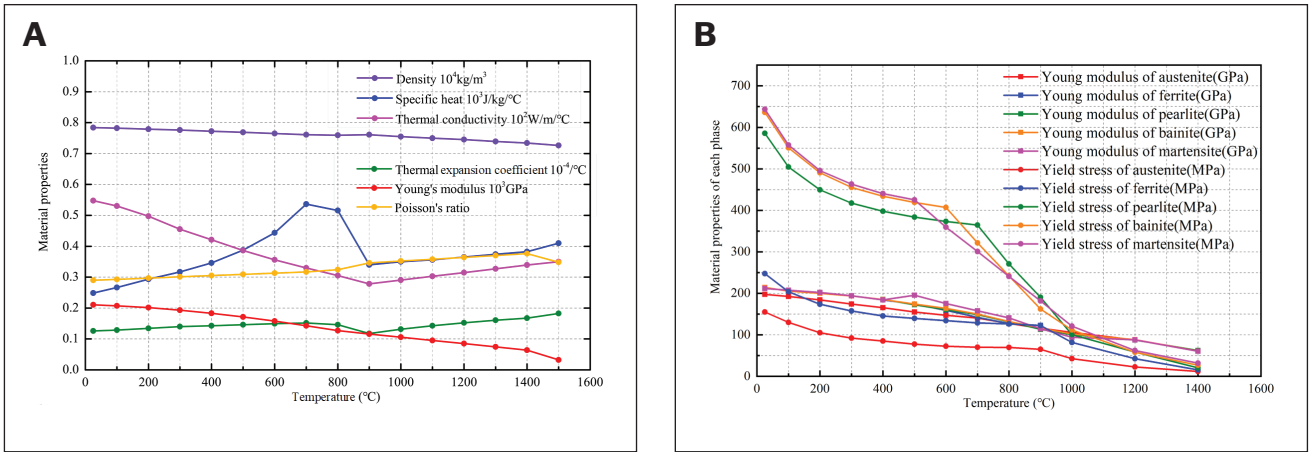 A
1.0
0.9
0.8
0.7
0.6
0.5
0.4
0.3
0.2
0.1
0.0
Material properties
Density 10⁴kg/m³
Specific heat 10³J/kg/℃
Thermal conductivity 10²W/m/℃
Thermal expansion coefficient 10⁻⁴/℃
Young's modulus 10³GPa
Poisson's ratio
0 200 400 600 800 1000 1200 1400 1600
Temperature (℃)
B
700
600
500
400
300
200
100
0
Material properties of each phase
Young modulus of austenite(GPa)
Young modulus of ferrite(GPa)
Young modulus of pearlite(GPa)
Young modulus of bainite(GPa)
Young modulus of martensite(GPa)
Yield stress of austenite(MPa)
Yield stress of ferrite(MPa)
Yield stress of pearlite(MPa)
Yield stress of bainite(MPa)
Yield stress of martensite(MPa)
0 200 400 600 800 1000 1200 1400 1600
Temperature (℃)